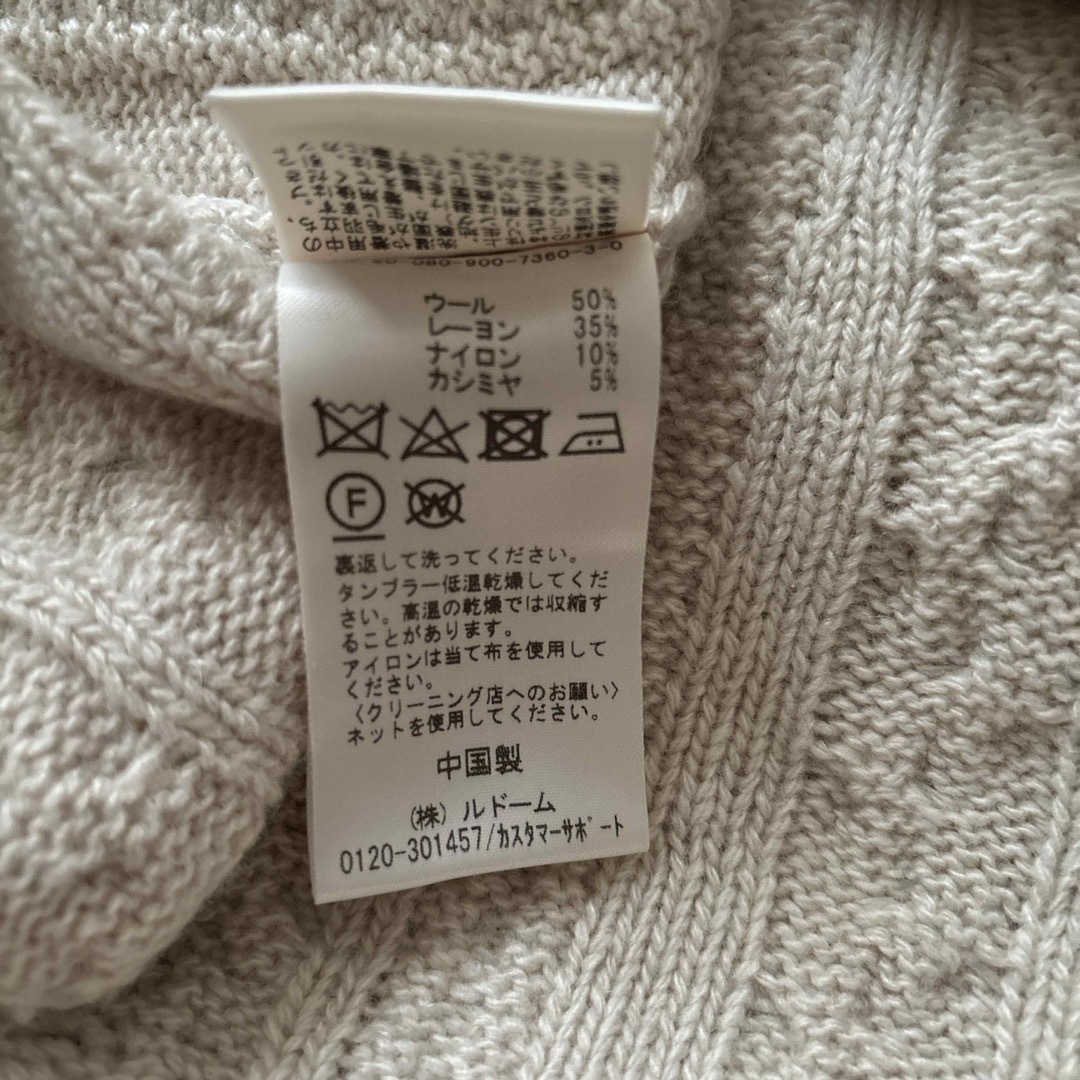 -080-900-7360-3-0
ウール 50%
レーヨン 35%
ナイロン 10%
カシミヤ 5%
F W
裏返して洗ってください。
タンブラー低温乾燥してくだ
さい。高温の乾燥では収縮す
ることがあります。
アイロンは当て布を使用して
ください。
〈クリーニング店へのお願い〉
ネットを使用してください。
中国製
(株) ルドーム
0120-301457/カスタマーサポート